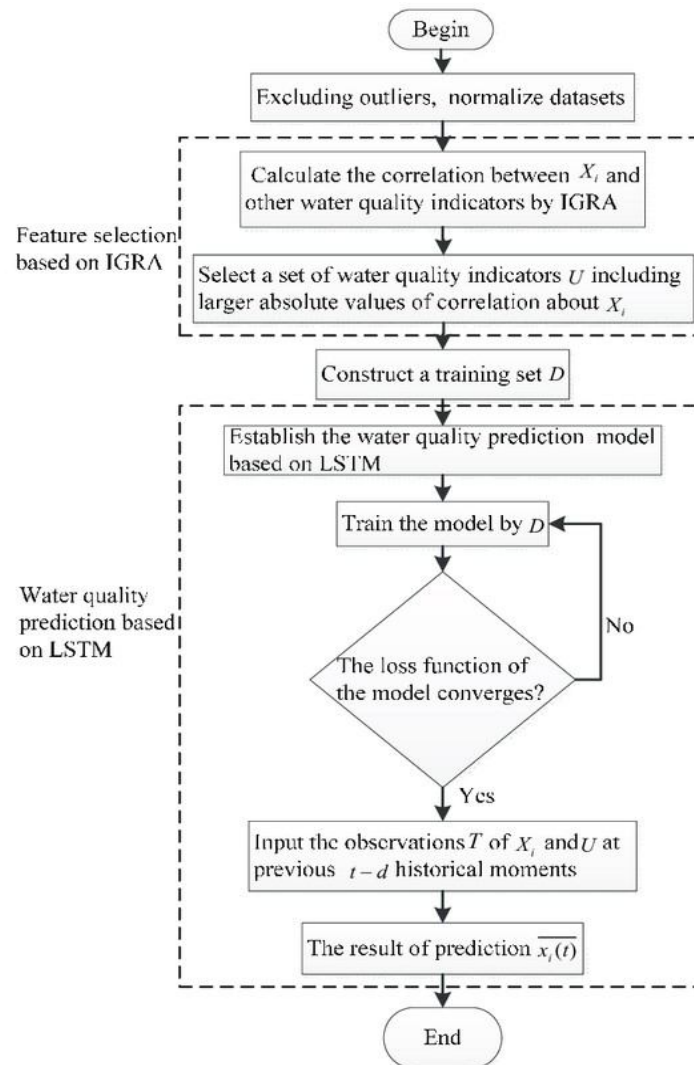 Begin
Excluding outliers, normalize datasets
Calculate the correlation between X_i and
other water quality indicators by IGRA
Feature selection
based on IGRA
Select a set of water quality indicators U including
larger absolute values of correlation about X_i
Construct a training set D
Establish the water quality prediction model
based on LSTM
Train the model by D
Water quality
prediction based
on LSTM
No
The loss function of
the model converges?
Yes
Input the observations T of X_i and U at
previous t−d historical moments
The result of prediction \overline{x_i(t)}
End